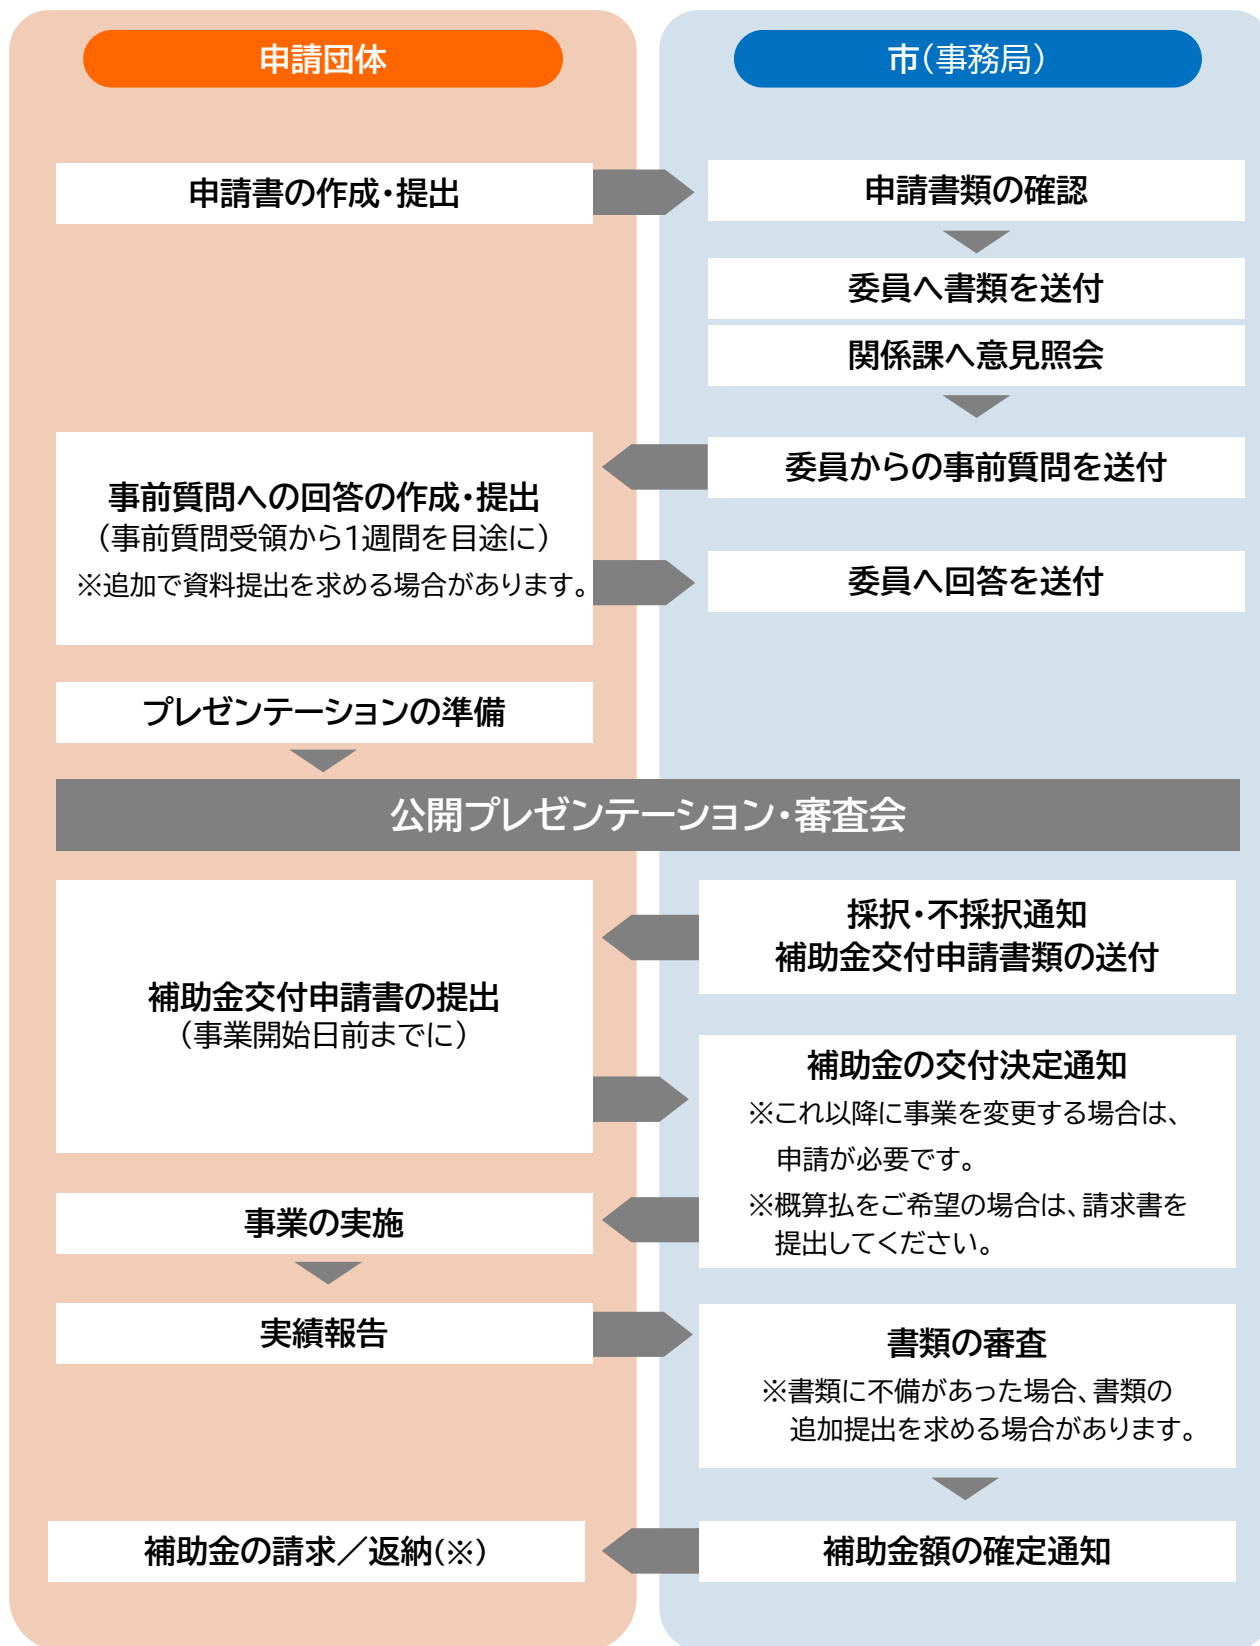 申請団体
市(事務局)
申請書の作成・提出
申請書類の確認
委員へ書類を送付
関係課へ意見照会
委員からの事前質問を送付
事前質問への回答の作成・提出
(事前質問受領から1週間を目途に)
※追加で資料提出を求める場合があります。
委員へ回答を送付
プレゼンテーションの準備
公開プレゼンテーション・審査会
採択・不採択通知
補助金交付申請書類の送付
補助金交付申請書の提出
(事業開始日前までに)
補助金の交付決定通知
※これ以降に事業を変更する場合は、
申請が必要です。
※概算払をご希望の場合は、請求書を
提出してください。
事業の実施
実績報告
書類の審査
※書類に不備があった場合、書類の
追加提出を求める場合があります。
補助金の請求/返納(※)
補助金額の確定通知